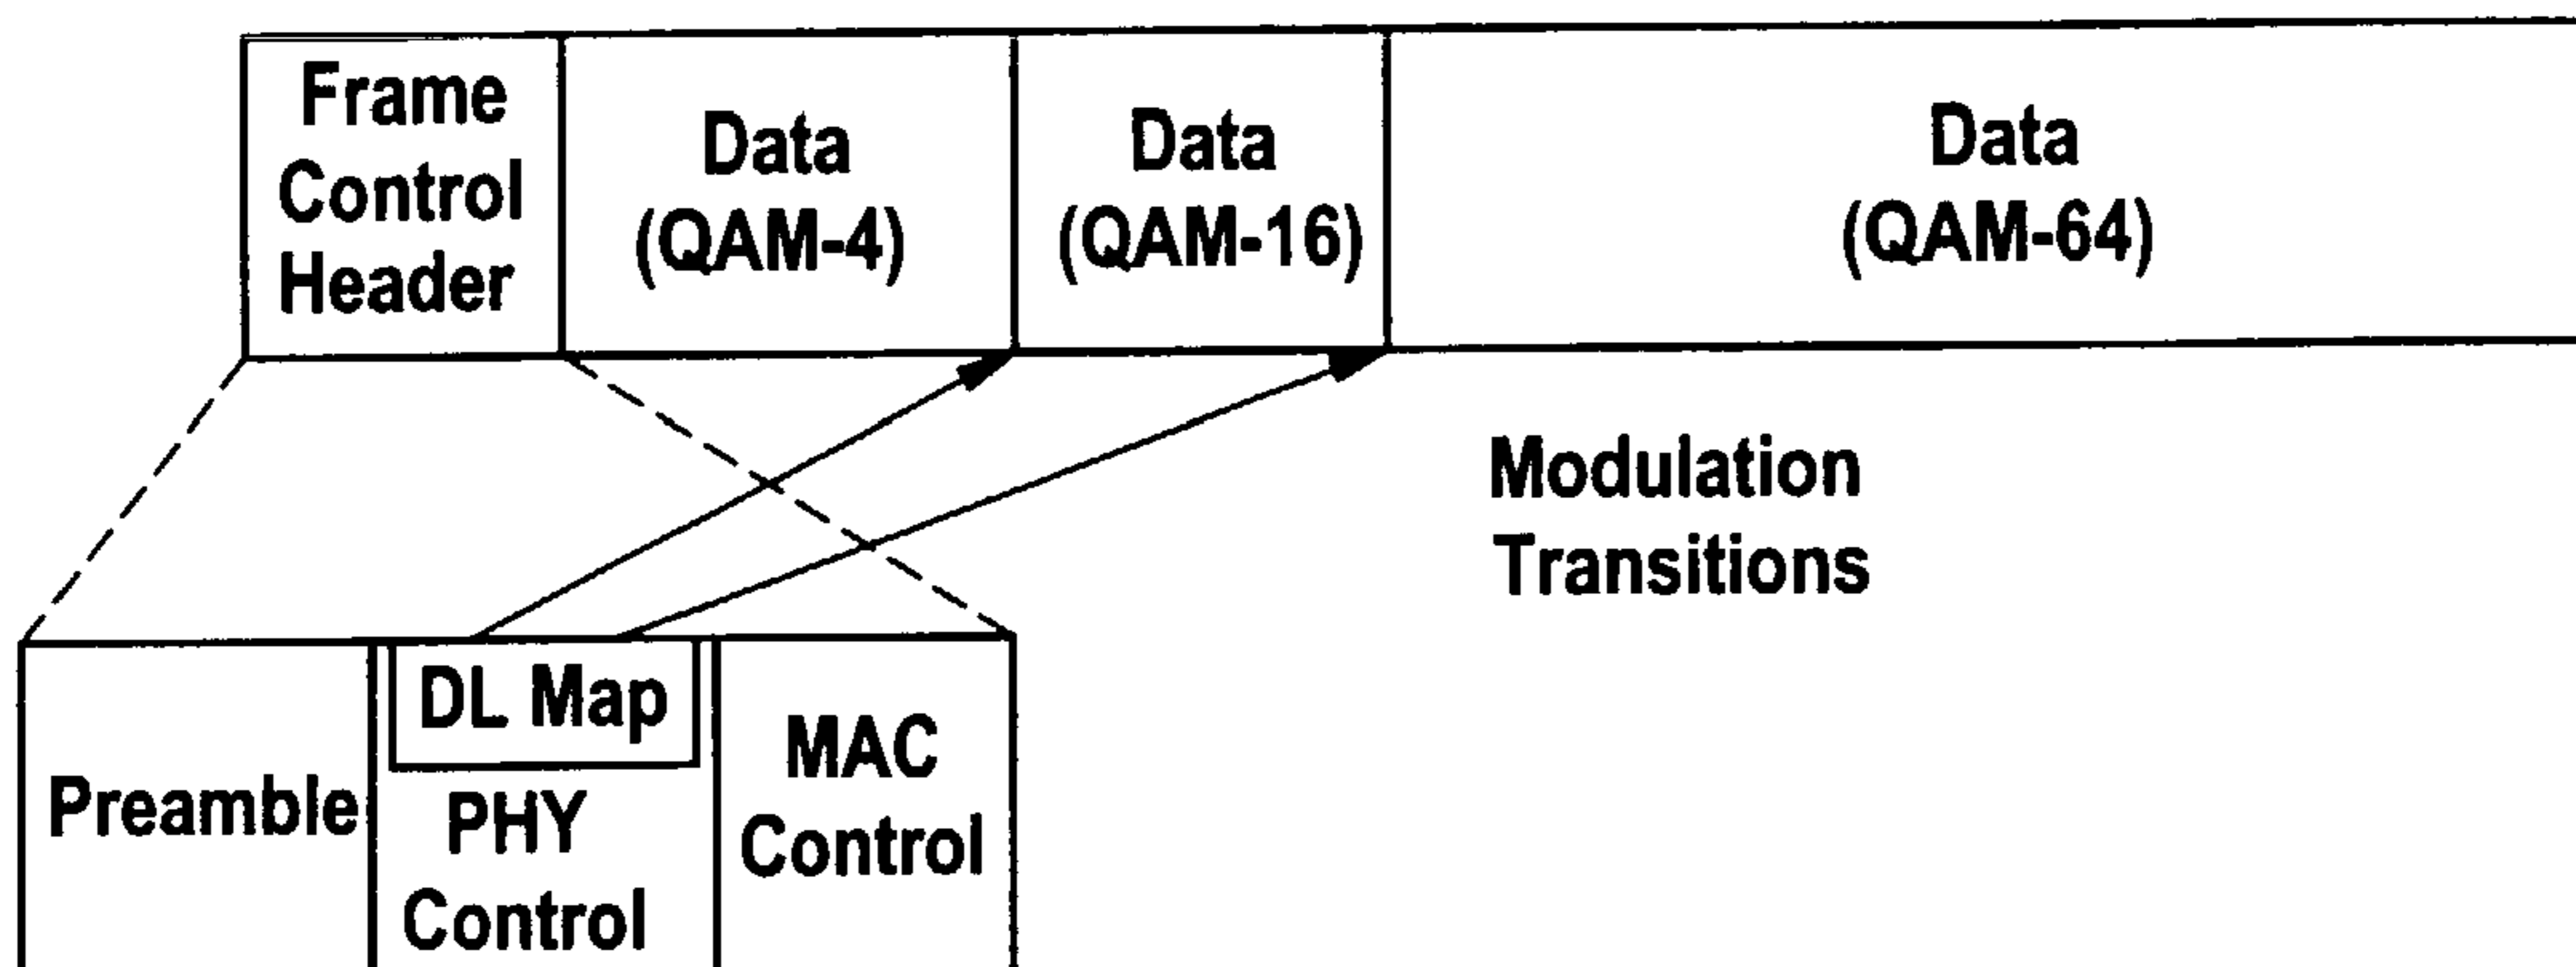 Frame
Control
Header
Data
(QAM-4)
Data
(QAM-16)
Data
(QAM-64)
Modulation
Transitions
Preamble
DL Map
PHY
Control
MAC
Control